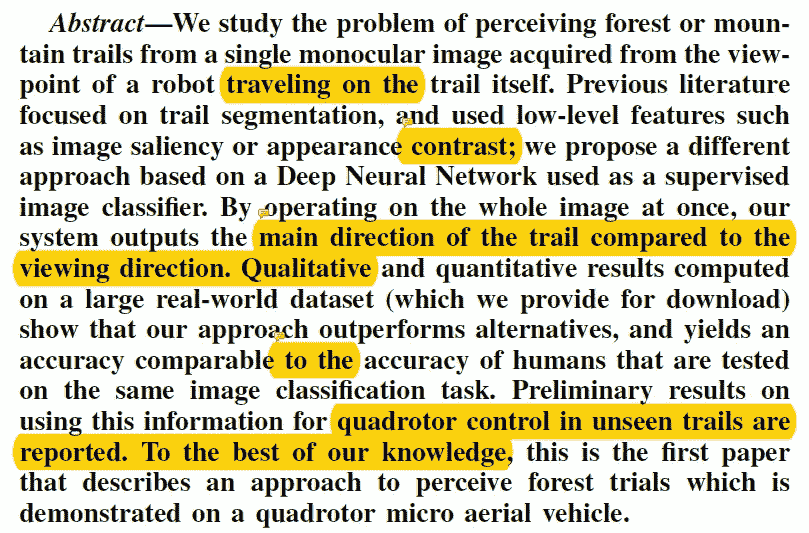 Abstract—We study the problem of perceiving forest or moun-
tain trails from a single monocular image acquired from the view-
point of a robot traveling on the trail itself. Previous literature
focused on trail segmentation, and used low-level features such
as image saliency or appearance contrast; we propose a different
approach based on a Deep Neural Network used as a supervised
image classifier. By operating on the whole image at once, our
system outputs the main direction of the trail compared to the
viewing direction. Qualitative and quantitative results computed
on a large real-world dataset (which we provide for download)
show that our approach outperforms alternatives, and yields an
accuracy comparable to the accuracy of humans that are tested
on the same image classification task. Preliminary results on
using this information for quadrotor control in unseen trails are
reported. To the best of our knowledge, this is the first paper
that describes an approach to perceive forest trials which is
demonstrated on a quadrotor micro aerial vehicle.